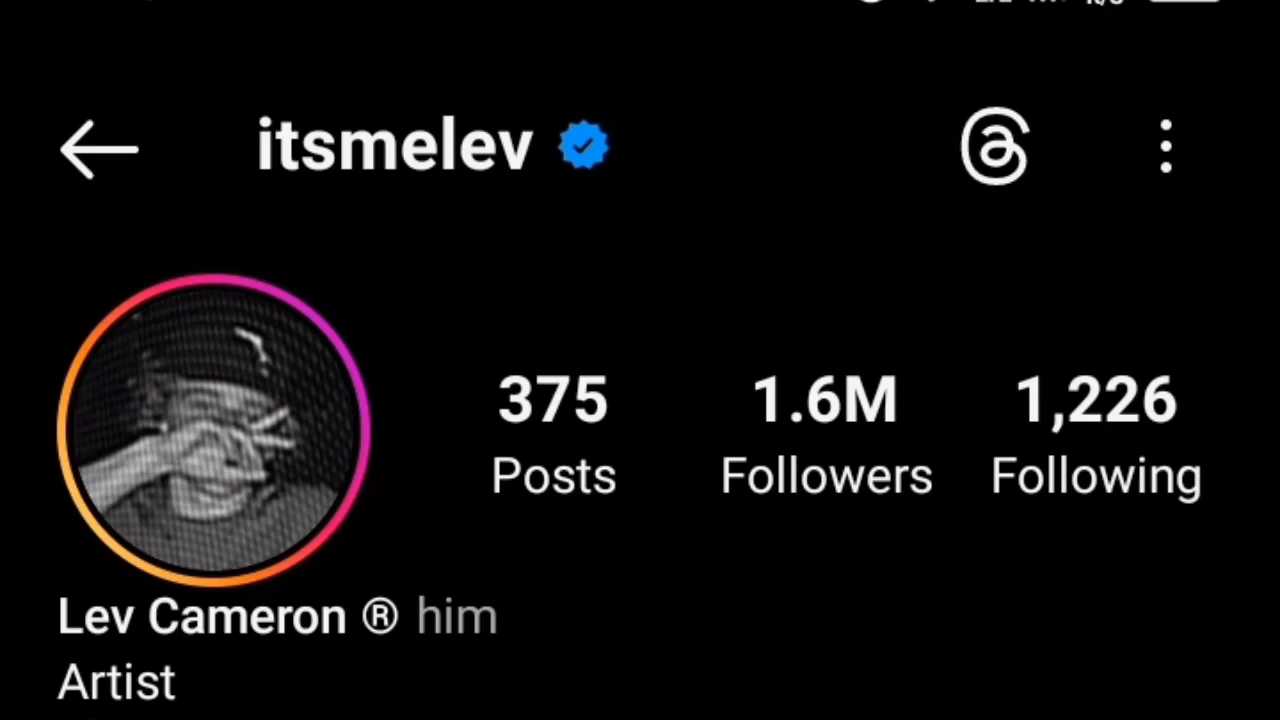 itsmelev
375 1.6M 1,226
Posts Followers Following
Lev Cameron ® him
Artist